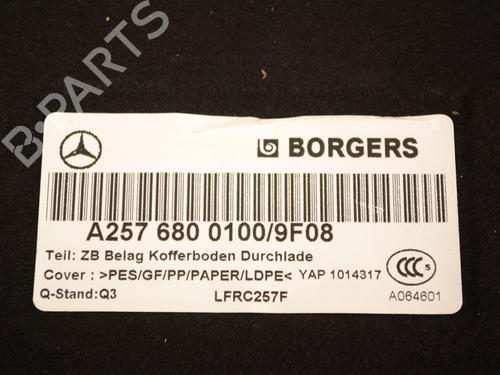 B-PARTS
BORGERS
A257 680 0100/9F08
Teil: ZB Belag Kofferboden Durchlade
Cover : >PES/GF/PP/PAPER/LDPE< YAP 1014317
CCC S
Q-Stand:Q3
LFRC257F
A064601